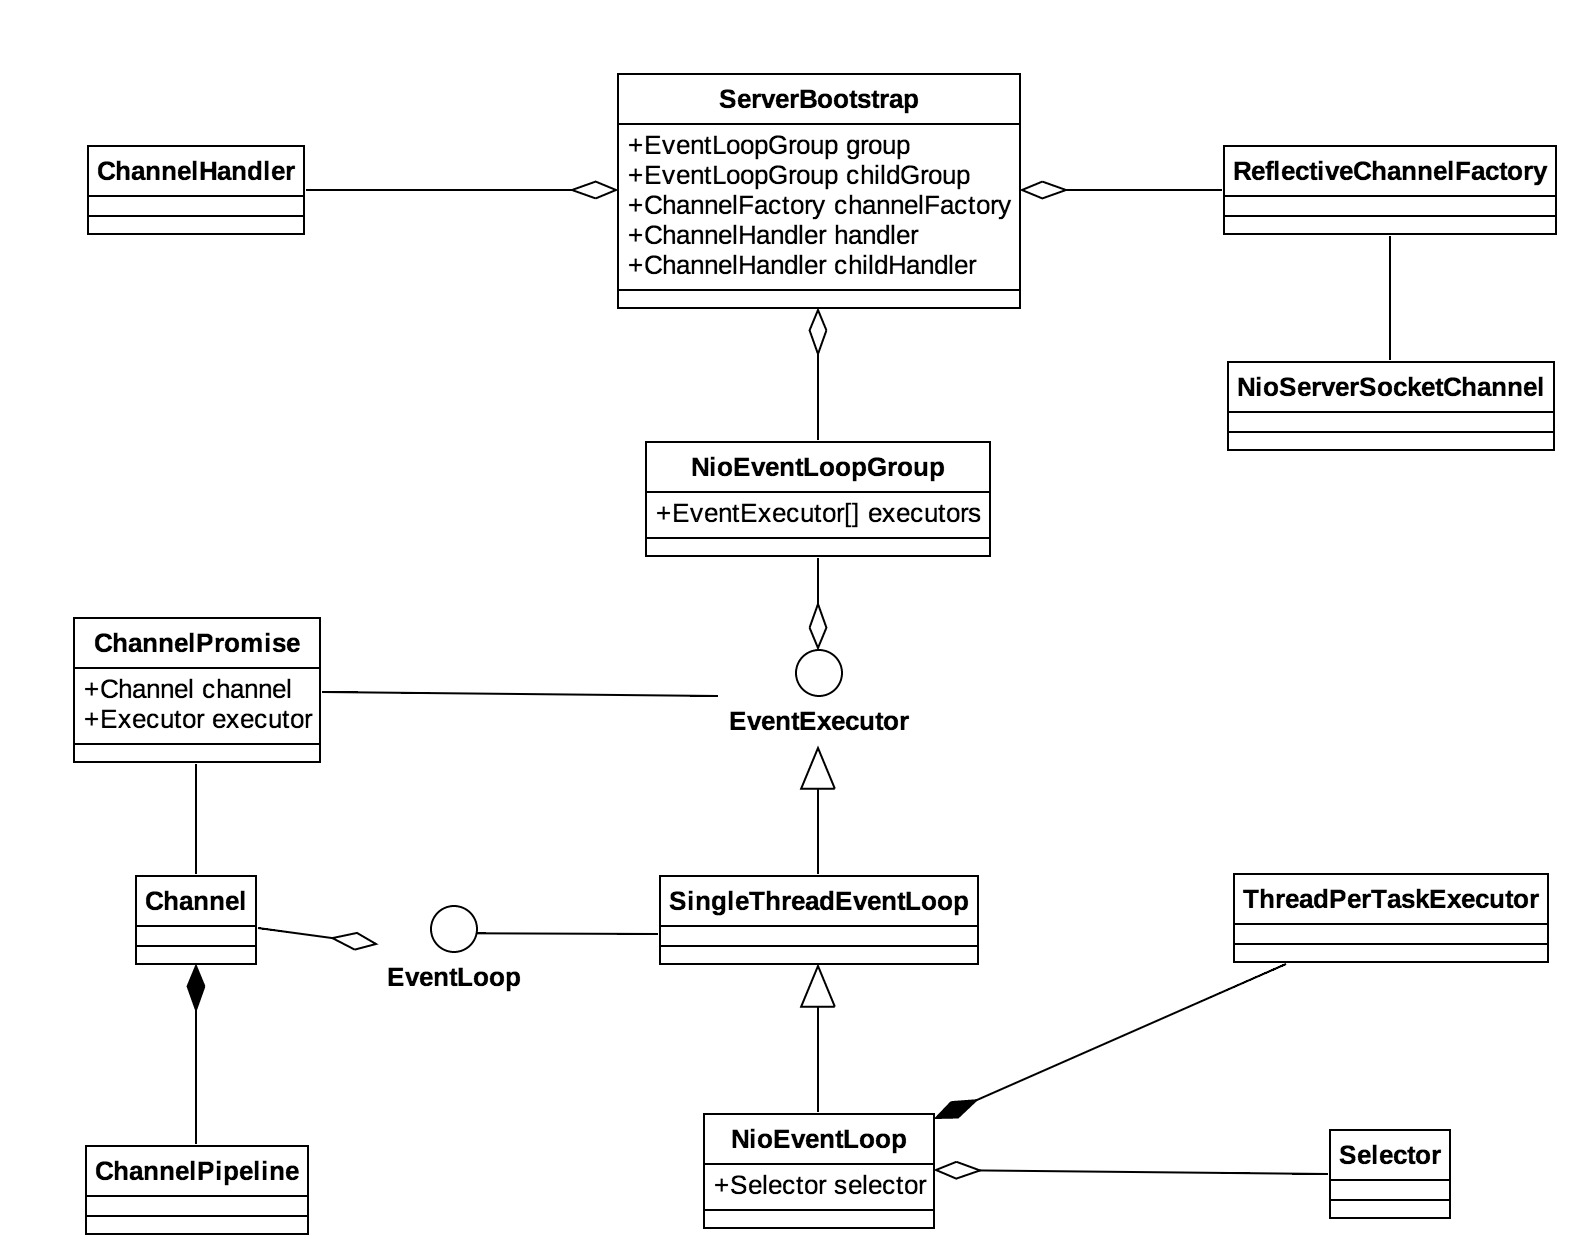 ServerBootstrap
+EventLoopGroup group
+EventLoopGroup childGroup
+ChannelFactory channelFactory
+ChannelHandler handler
+ChannelHandler childHandler
ChannelHandler
ReflectiveChannelFactory
NioServerSocketChannel
NioEventLoopGroup
+EventExecutor[] executors
ChannelPromise
+Channel channel
+Executor executor
EventExecutor
Channel
EventLoop
SingleThreadEventLoop
ThreadPerTaskExecutor
ChannelPipeline
NioEventLoop
+Selector selector
Selector